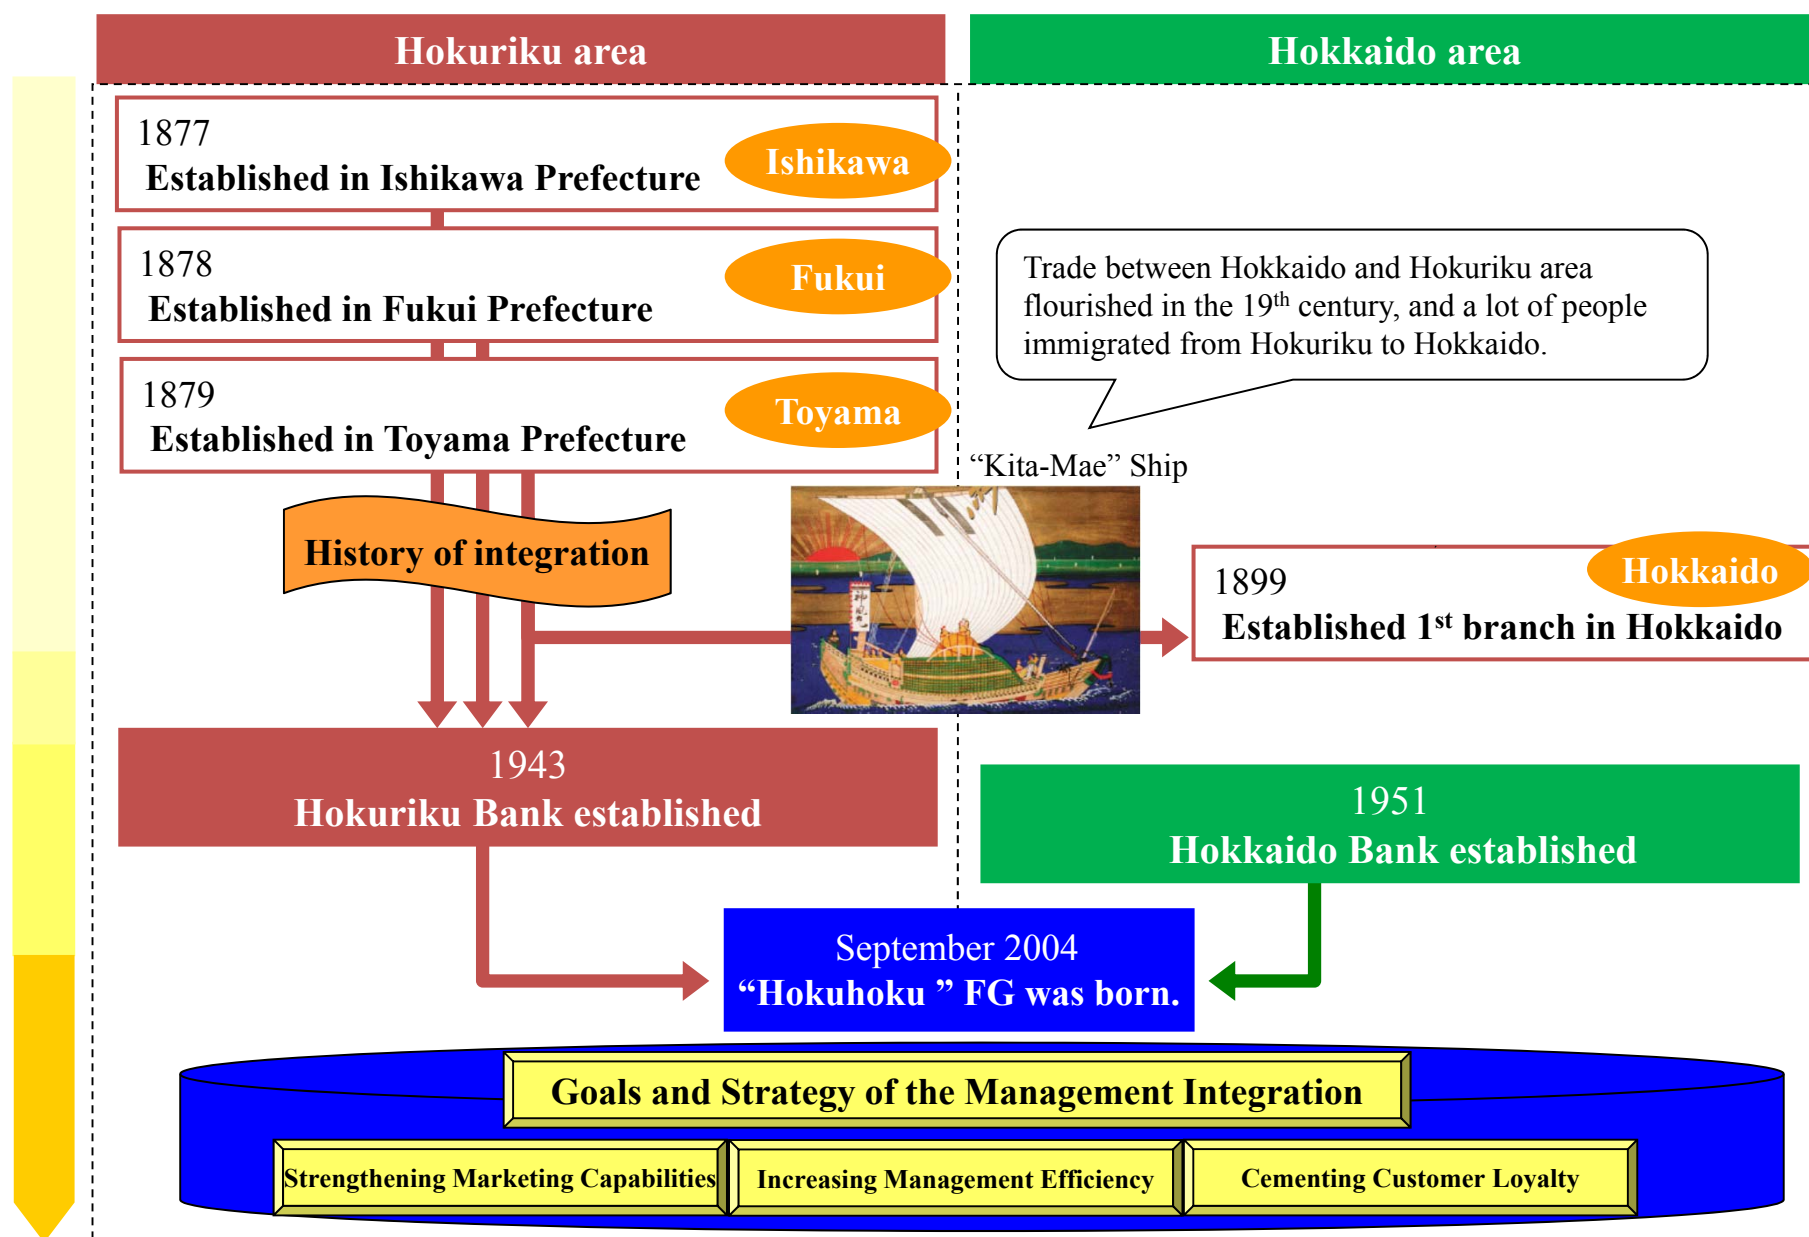 Hokuriku area
Hokkaido area
1877
Established in Ishikawa Prefecture
Ishikawa
1878
Established in Fukui Prefecture
Fukui
1879
Established in Toyama Prefecture
Toyama
Trade between Hokkaido and Hokuriku area
flourished in the 19th century, and a lot of people
immigrated from Hokuriku to Hokkaido.
“Kita-Mae” Ship
History of integration
Hokkaido
1899
Established 1st branch in Hokkaido
1943
Hokuriku Bank established
1951
Hokkaido Bank established
September 2004
“Hokuhoku ” FG was born.
Goals and Strategy of the Management Integration
Strengthening Marketing Capabilities
Increasing Management Efficiency
Cementing Customer Loyalty